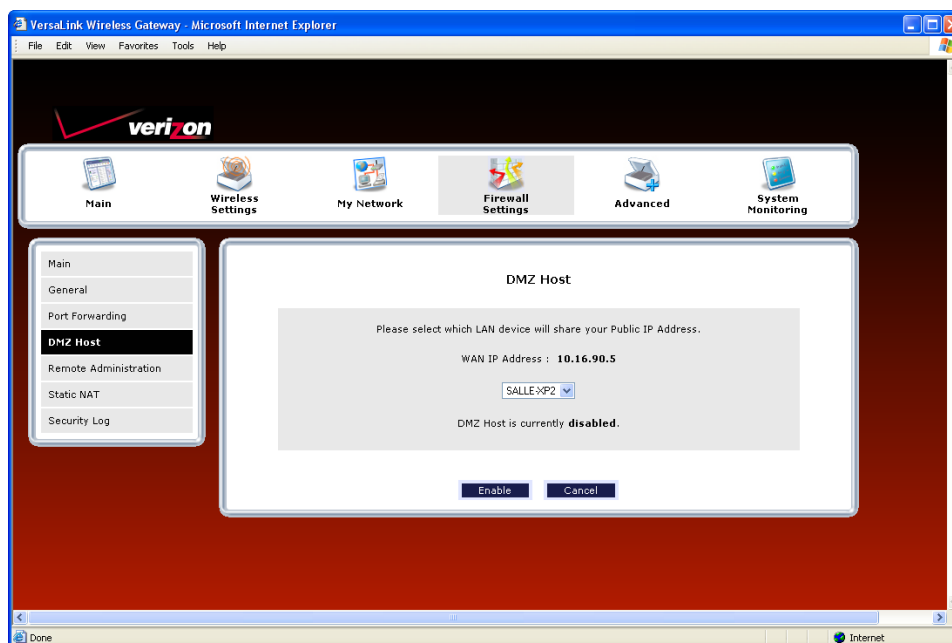 VersaLink Wireless Gateway - Microsoft Internet Explorer
File Edit View Favorites Tools Help
verizon
Main
Wireless Settings
My Network
Firewall Settings
Advanced
System Monitoring
Main
General
Port Forwarding
DMZ Host
Remote Administration
Static NAT
Security Log
DMZ Host
Please select which LAN device will share your Public IP Address.
WAN IP Address : 10.16.90.5
SALLE-XP2
DMZ Host is currently disabled.
Enable Cancel
Done
Internet